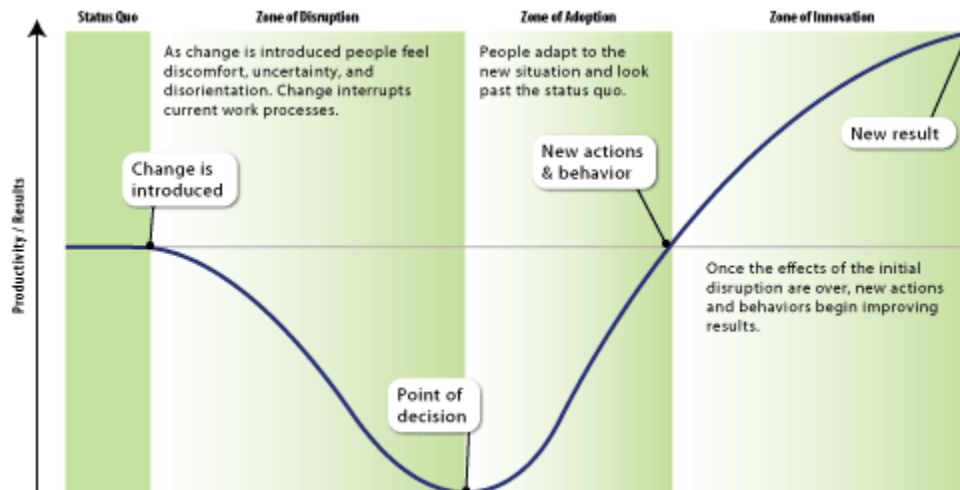 Status Quo
Zone of Disruption
Zone of Adoption
Zone of Innovation
As change is introduced people feel
discomfort, uncertainty, and
disorientation. Change interrupts
current work processes.
People adapt to the
new situation and look
past the status quo.
New result
New actions
& behavior
Change is
introduced
Productivity / Results
Once the effects of the initial
disruption are over, new actions
and behaviors begin improving
results.
Point of
decision